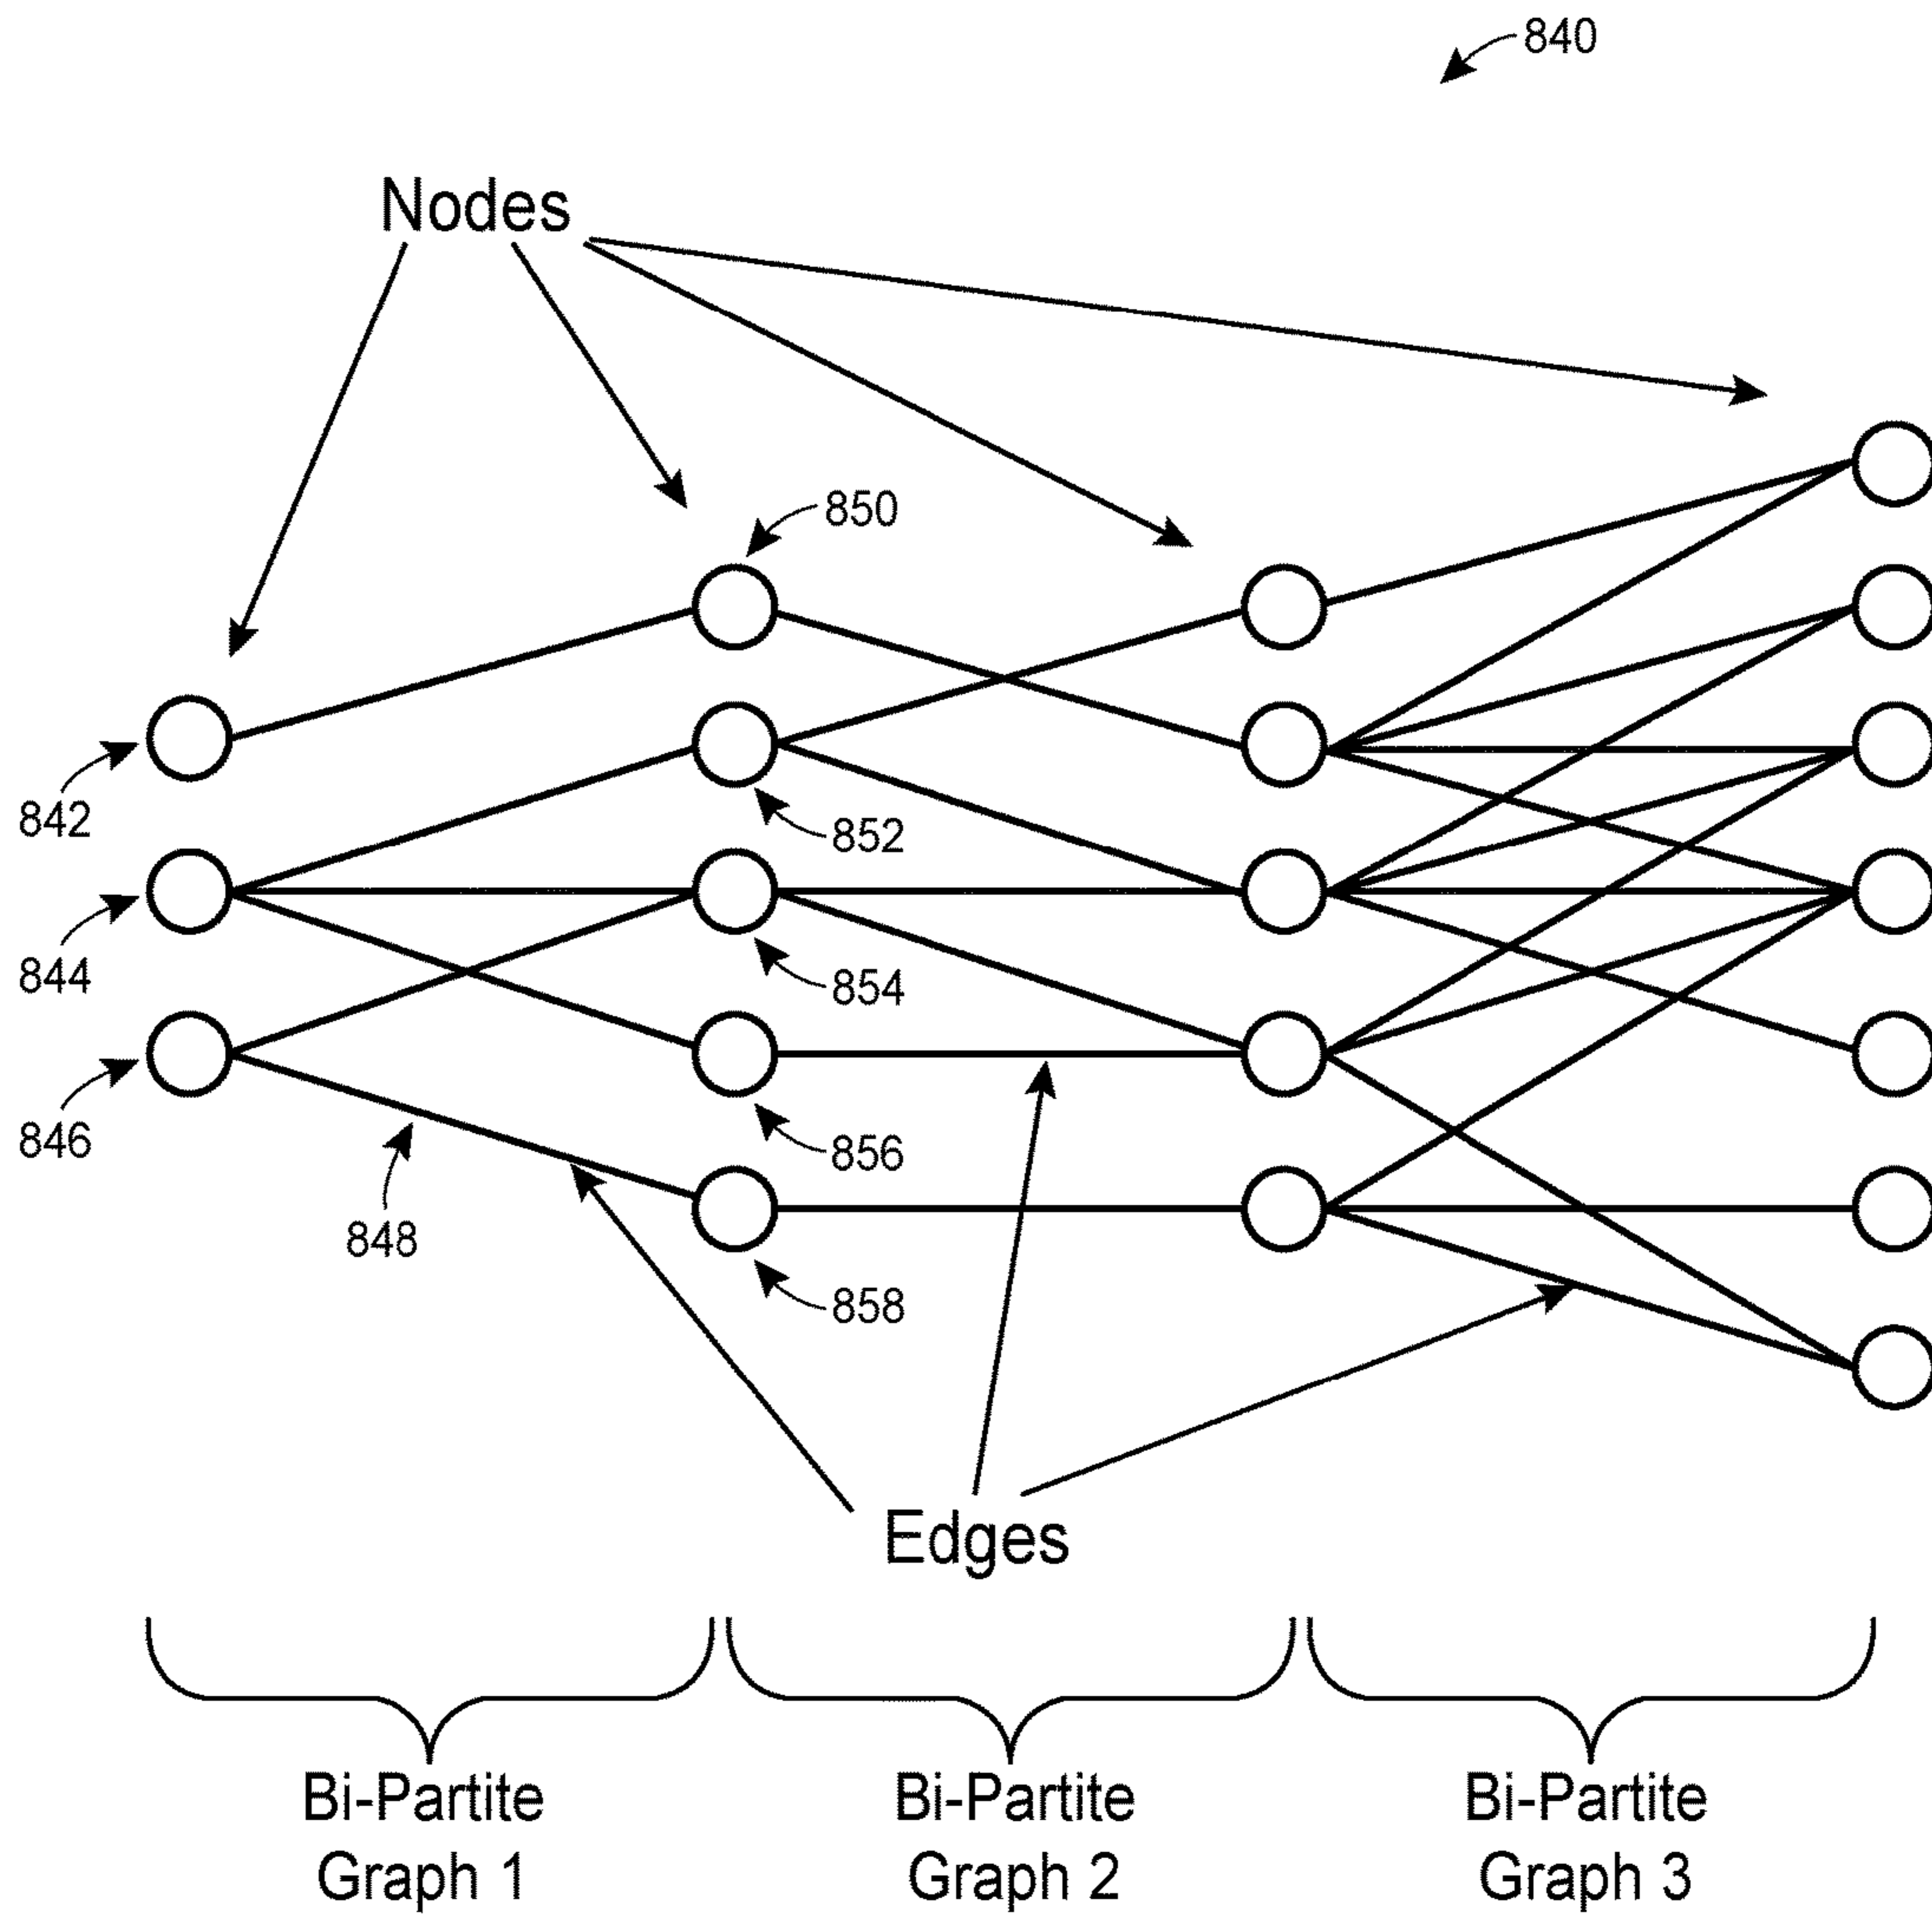 840
Nodes
850
842
852
844
854
846
856
848
858
Edges
Bi-Partite
Graph 1
Bi-Partite
Graph 2
Bi-Partite
Graph 3